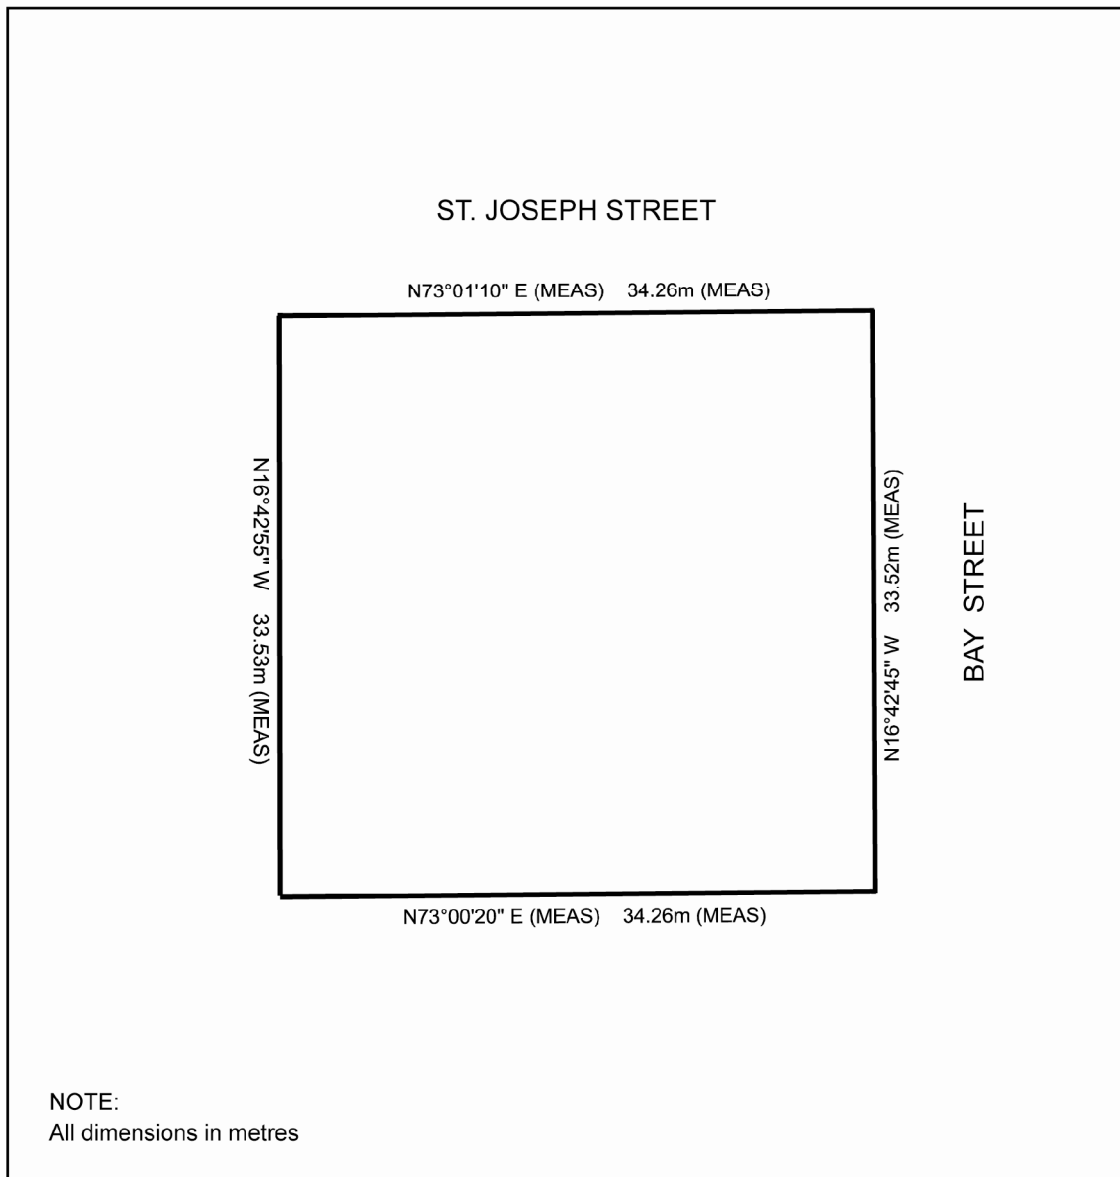 ST. JOSEPH STREET
N73°01'10" E (MEAS) 34.26m (MEAS)
N16°42'55" W 33.53m (MEAS)
N16°42'45" W 33.52m (MEAS)
BAY STREET
N73°00'20" E (MEAS) 34.26m (MEAS)
NOTE:
All dimensions in metres